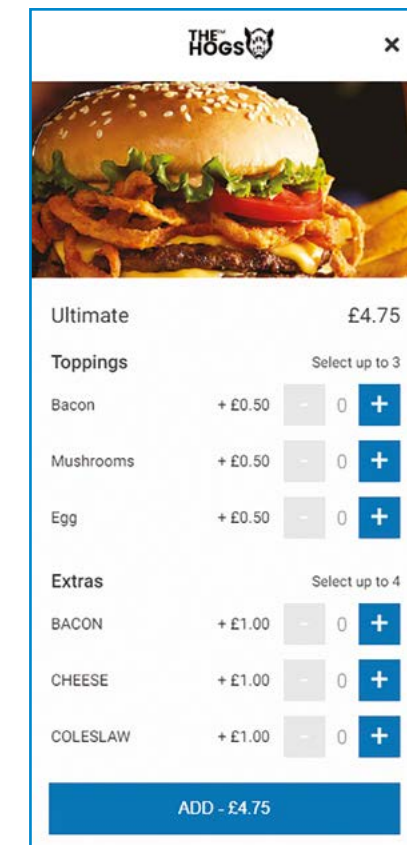 THE™
HOGS
×
Ultimate £4.75
Toppings Select up to 3
Bacon + £0.50 - 0 +
Mushrooms + £0.50 - 0 +
Egg + £0.50 - 0 +
Extras Select up to 4
BACON + £1.00 - 0 +
CHEESE + £1.00 - 0 +
COLESLAW + £1.00 - 0 +
ADD - £4.75